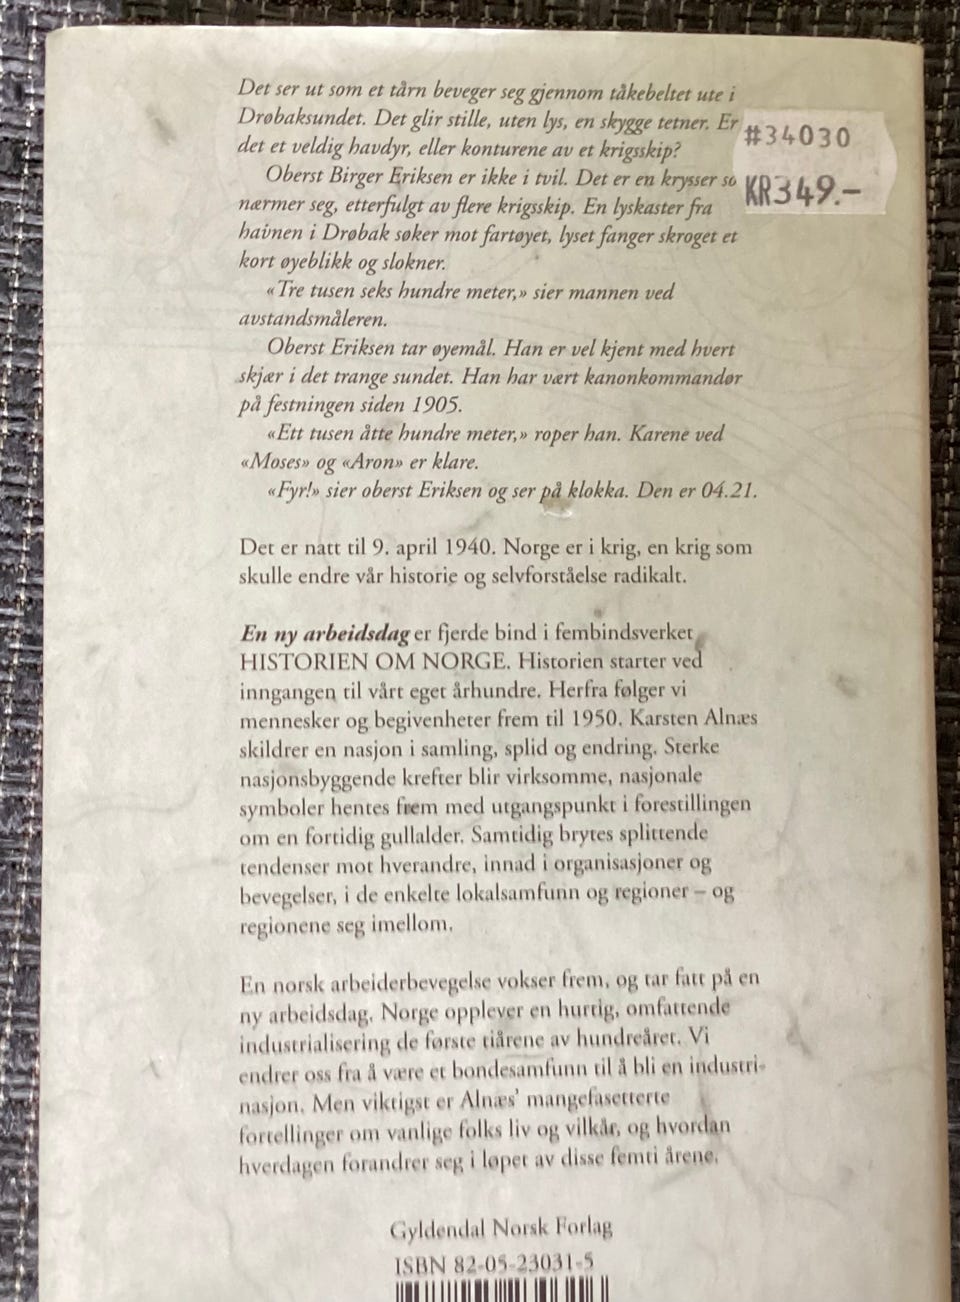 Det ser ut som et tårn beveger seg gjennom tåkebeltet ute i
Drøbaksundet. Det glir stille, uten lys, en skygge tetner. Er
det et veldig havdyr, eller konturene av et krigsskip?
Oberst Birger Eriksen er ikke i tvil. Det er en krysser so
nærmer seg, etterfulgt av flere krigsskip. En lyskaster fra
havnen i Drøbak søker mot fartøyet, lyset fanger skroget et
kort øyeblikk og slokner.
«Tre tusen seks hundre meter,» sier mannen ved
avstandsmåleren.
Oberst Eriksen tar øyemål. Han er vel kjent med hvert
skjær i det trange sundet. Han har vært kanonkommandør
på festningen siden 1905.
«Ett tusen åtte hundre meter,» roper han. Karene ved
«Moses» og «Aron» er klare.
«Fyr!» sier oberst Eriksen og ser på klokka. Den er 04.21.
#34030
KR349.-
Det er natt til 9. april 1940. Norge er i krig, en krig som
skulle endre vår historie og selvforståelse radikalt.
En ny arbeidsdag er fjerde bind i fembindsverket
HISTORIEN OM NORGE. Historien starter ved
inngangen til vårt eget århundre. Herfra følger vi
mennesker og begivenheter frem til 1950. Karsten Alnæs
skildrer en nasjon i samling, splid og endring. Sterke
nasjonsbyggende krefter blir virksomme, nasjonale
symboler hentes frem med utgangspunkt i forestillingen
om en fortidig gullalder. Samtidig brytes splittende
tendenser mot hverandre, innad i organisasjoner og
bevegelser, i de enkelte lokalsamfunn og regioner – og
regionene seg imellom.
En norsk arbeiderbevegelse vokser frem, og tar fatt på en
ny arbeidsdag. Norge opplever en hurtig, omfattende
industrialisering de første tiårene av hundreåret. Vi
endrer oss fra å være et bondesamfunn til å bli en industri-
nasjon. Men viktigst er Alnæs' mangefasetterte
fortellinger om vanlige folks liv og vilkår, og hvordan
hverdagen forandrer seg i løpet av disse femti årene.
Gyldendal Norsk Forlag
ISBN 82-05-23031-5